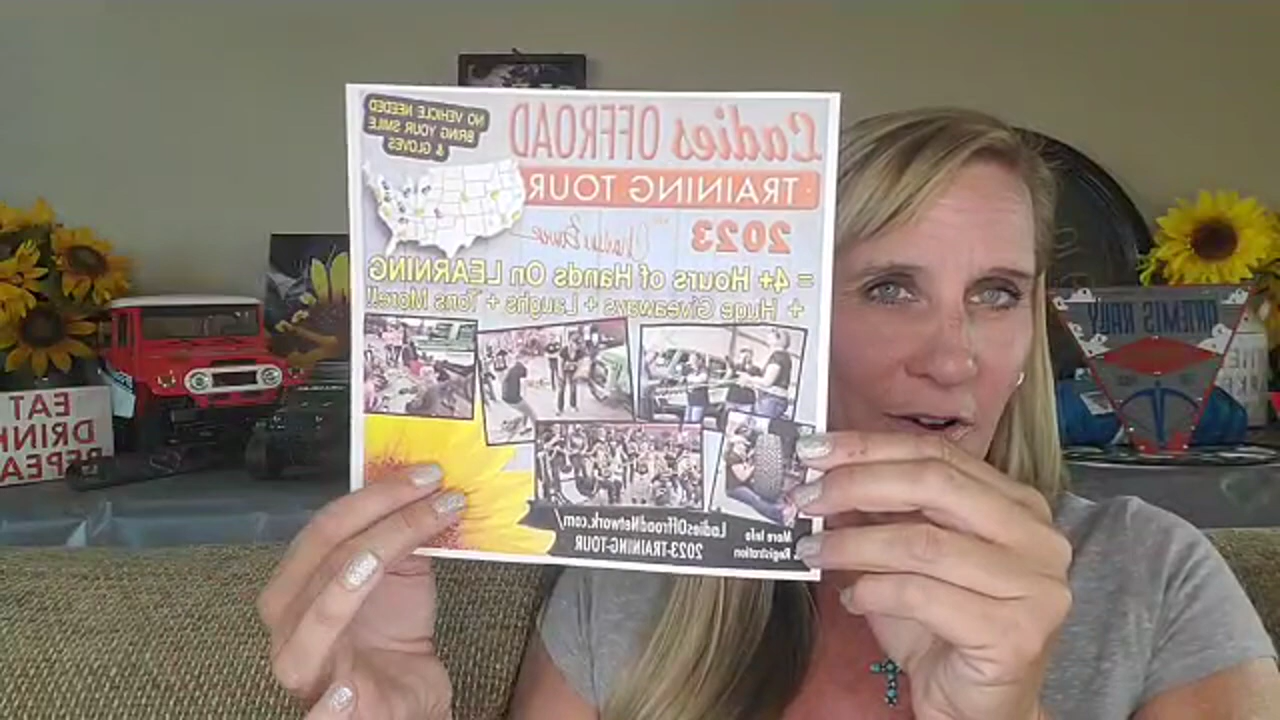 Ladies OFFROAD
TRAINING TOUR
2023
NO VEHICLE NEEDED
BRING YOUR SMILE
& GLOVES
= 4+ Hours of Hands On LEARNING
+ Huge Giveaways + Laughs + Tons More!!
More Info
& Registration
LadiesOffroadNetwork.com/
2023-TRAINING-TOUR
EAT
DRINK
REPEA
RALLY